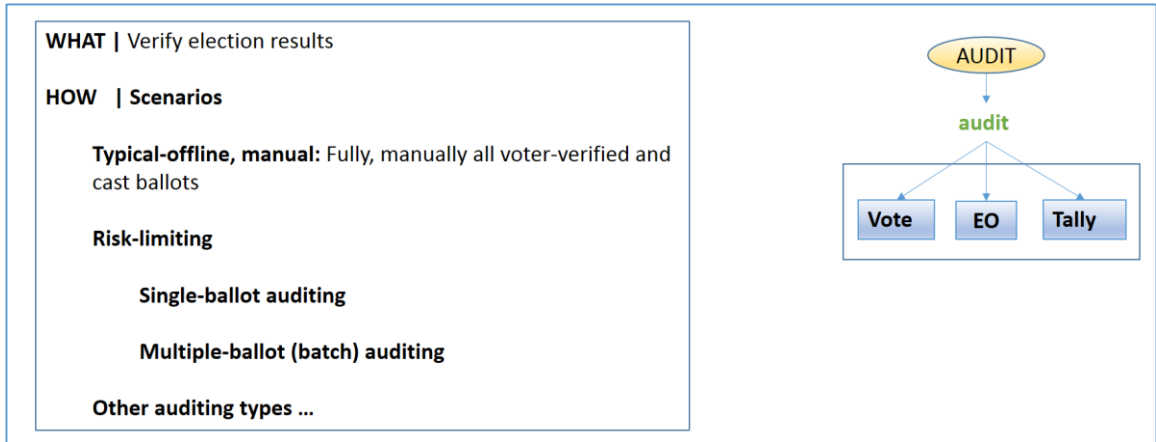 WHAT | Verify election results
HOW | Scenarios
Typical-offline, manual: Fully, manually all voter-verified and
cast ballots
Risk-limiting
Single-ballot auditing
Multiple-ballot (batch) auditing
Other auditing types ...
AUDIT
audit
Vote
EO
Tally